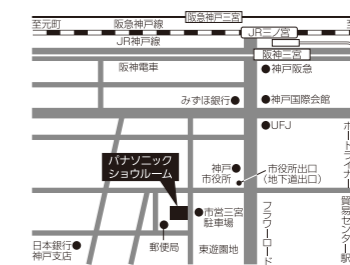 阪急神戸三宮
至元町
阪急神戸線
JR三ノ宮
JR神戸線
阪神三宮
阪神電車
神戸阪急
みずほ銀行
神戸国際会館
UFJ
ポートライナー
パナソニック
ショウルーム
神戸
市役所
市役所出口
(地下道出口)
フラワーロード
貿易センター駅
市営三宮
駐車場
日本銀行
神戸支店
郵便局
東遊園地